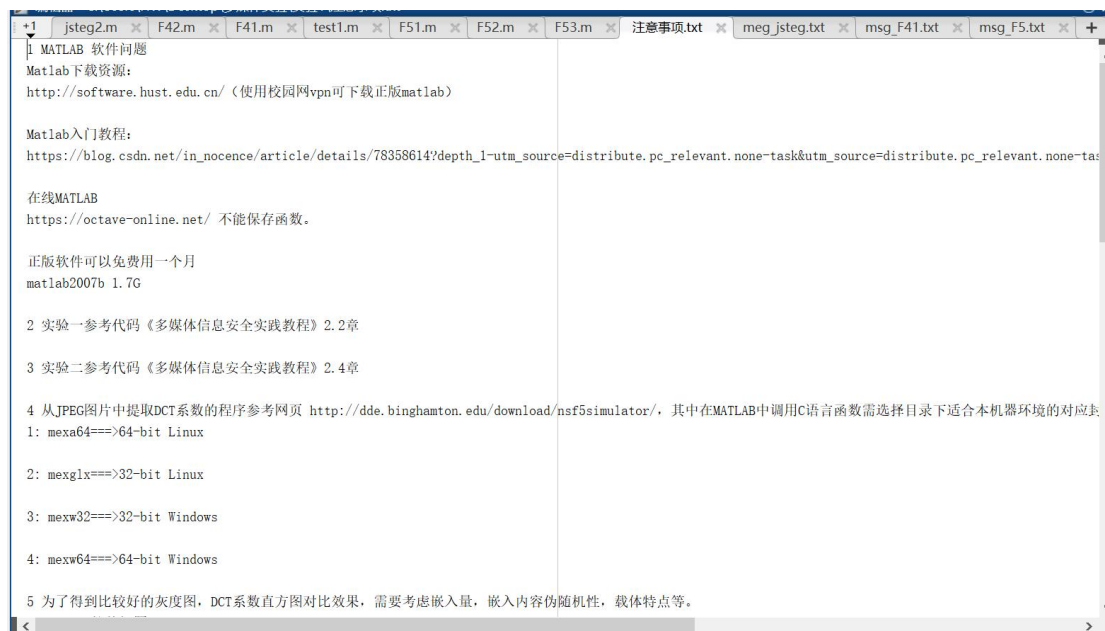 +1 jsteg2.m F42.m F41.m test1.m F51.m F52.m F53.m 注意事项.txt meg_jsteg.txt msg_F41.txt msg_F5.txt +
1 MATLAB 软件问题
Matlab下载资源:
http://software.hust.edu.cn/（使用校园网vpn可下载正版matlab）
Matlab入门教程:
https://blog.csdn.net/in_nocence/article/details/78358614?depth_1-utm_source=distribute.pc_relevant.none-task&utm_source=distribute.pc_relevant.none-tas
在线MATLAB
https://octave-online.net/ 不能保存函数。
正版软件可以免费用一个月
matlab2007b 1.7G
2 实验一参考代码《多媒体信息安全实践教程》2.2章
3 实验二参考代码《多媒体信息安全实践教程》2.4章
4 从JPEG图片中提取DCT系数的程序参考网页 http://dde.binghamton.edu/download/nsf5simulator/，其中在MATLAB中调用C语言函数需选择目录下适合本机器环境的对应封
1: mexa64===>64-bit Linux
2: mexglx===>32-bit Linux
3: mexw32===>32-bit Windows
4: mexw64===>64-bit Windows
5 为了得到比较好的灰度图，DCT系数直方图对比效果，需要考虑嵌入量，嵌入内容伪随机性，载体特点等。